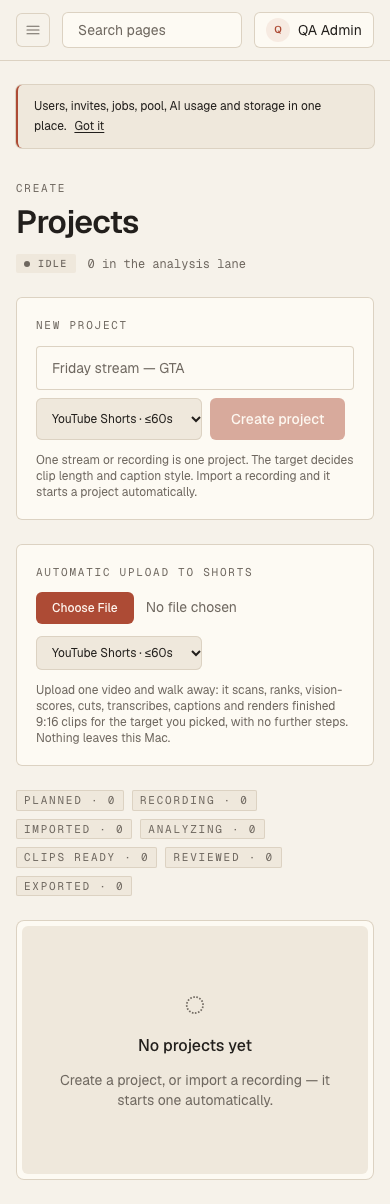 Search pages
Q QA Admin
Users, invites, jobs, pool, AI usage and storage in one
place. Got it
CREATE
Projects
IDLE 0 in the analysis lane
NEW PROJECT
Friday stream — GTA
YouTube Shorts · ≤60s Create project
One stream or recording is one project. The target decides
clip length and caption style. Import a recording and it
starts a project automatically.
AUTOMATIC UPLOAD TO SHORTS
Choose File No file chosen
YouTube Shorts · ≤60s
Upload one video and walk away: it scans, ranks, vision-
scores, cuts, transcribes, captions and renders finished
9:16 clips for the target you picked, with no further steps.
Nothing leaves this Mac.
PLANNED · 0 RECORDING · 0
IMPORTED · 0 ANALYZING · 0
CLIPS READY · 0 REVIEWED · 0
EXPORTED · 0
No projects yet
Create a project, or import a recording — it
starts one automatically.